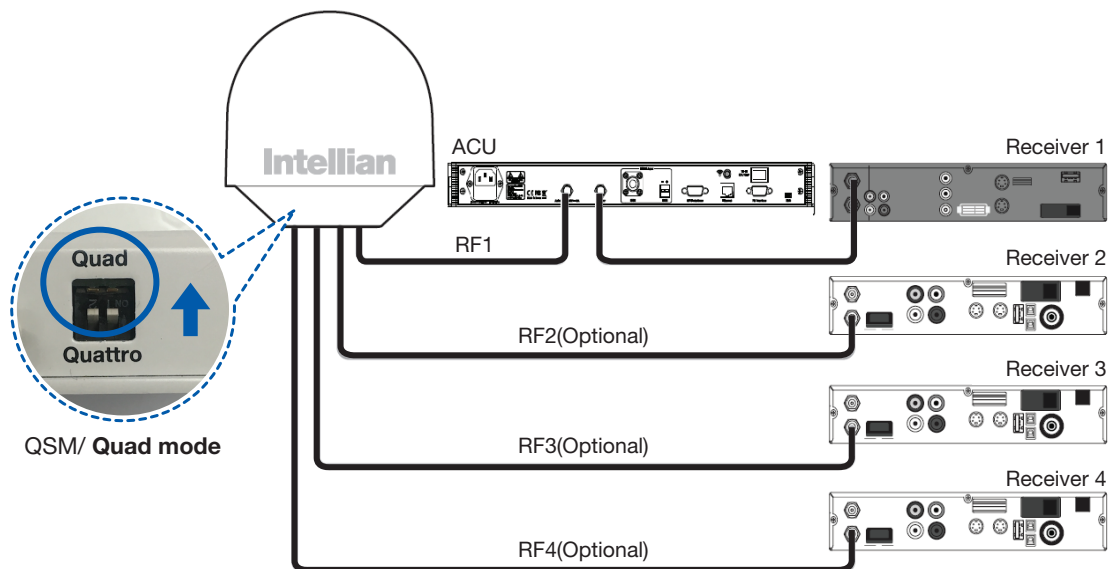 Intellian
ACU
Receiver 1
RF1
Quad
Quattro
QSM/ Quad mode
Receiver 2
RF2(Optional)
Receiver 3
RF3(Optional)
Receiver 4
RF4(Optional)